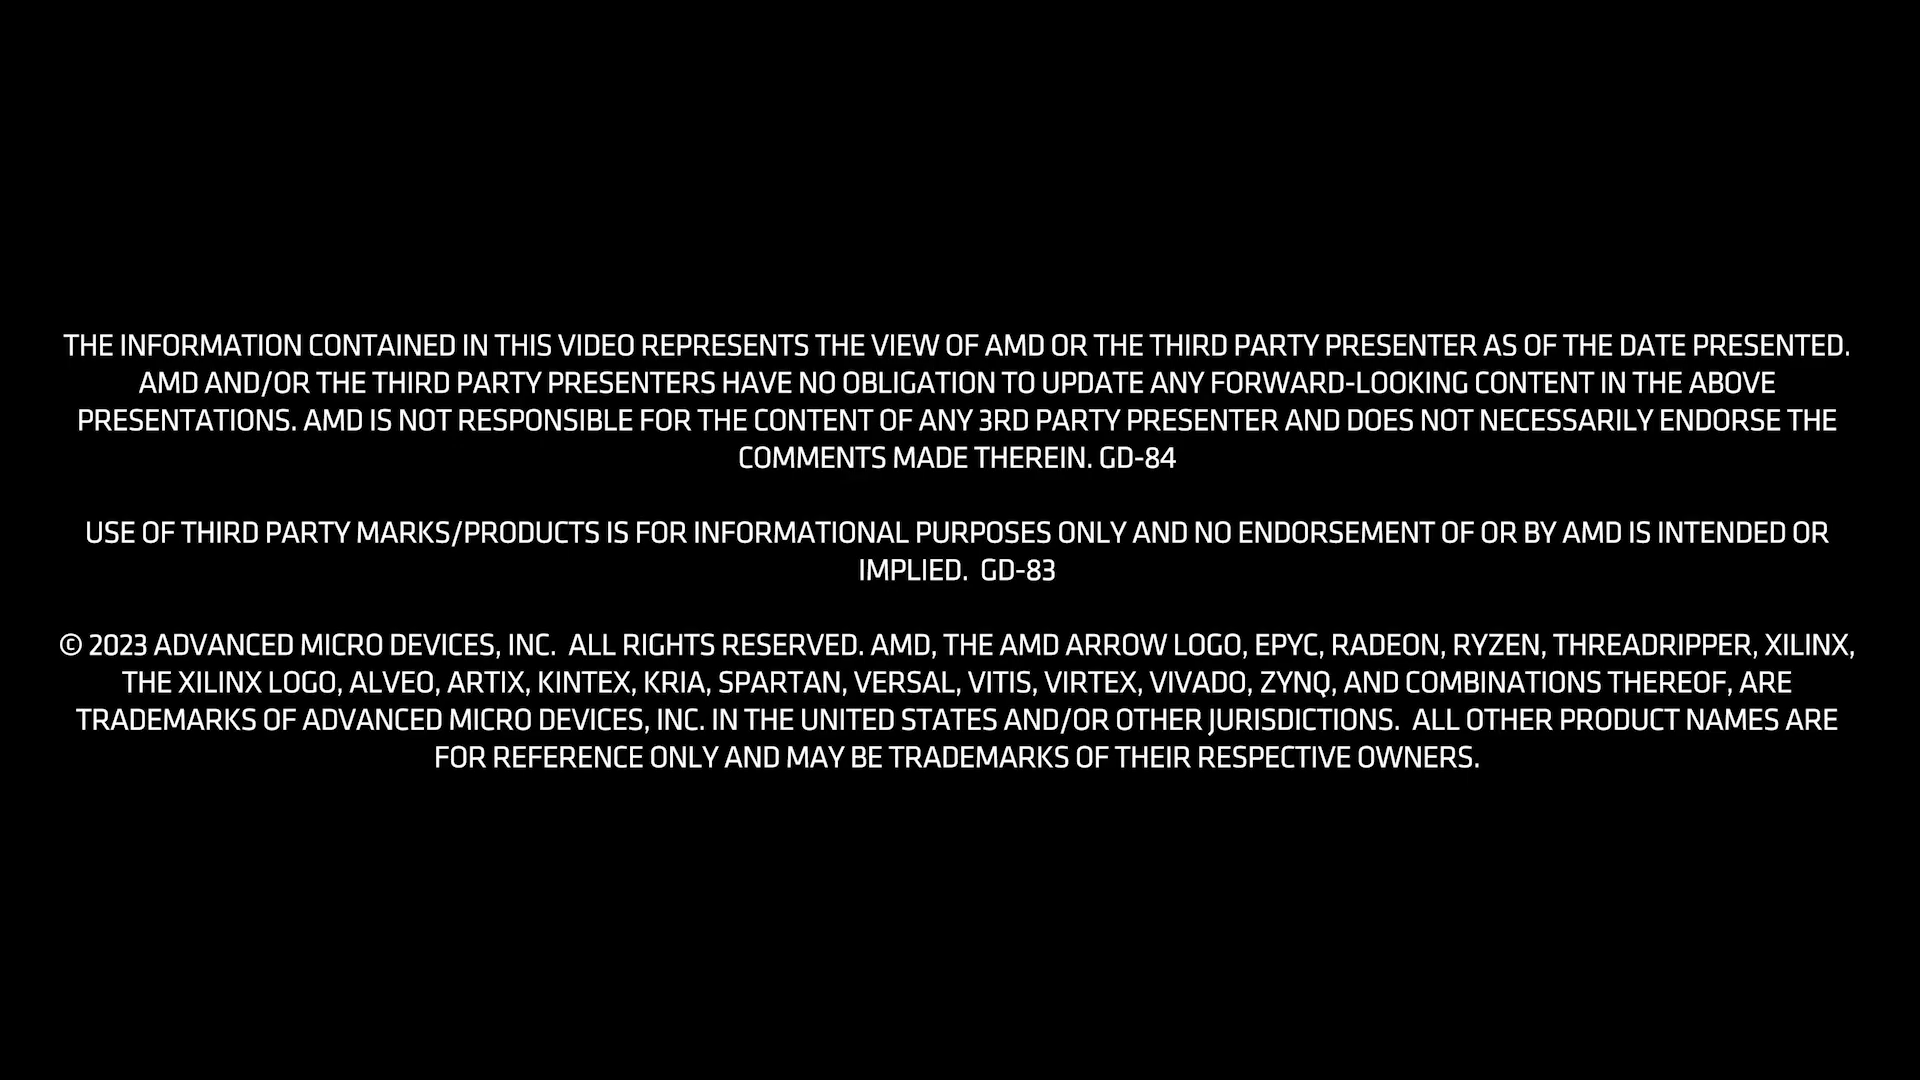 THE INFORMATION CONTAINED IN THIS VIDEO REPRESENTS THE VIEW OF AMD OR THE THIRD PARTY PRESENTER AS OF THE DATE PRESENTED.
AMD AND/OR THE THIRD PARTY PRESENTERS HAVE NO OBLIGATION TO UPDATE ANY FORWARD-LOOKING CONTENT IN THE ABOVE
PRESENTATIONS. AMD IS NOT RESPONSIBLE FOR THE CONTENT OF ANY 3RD PARTY PRESENTER AND DOES NOT NECESSARILY ENDORSE THE
COMMENTS MADE THEREIN. GD-84
USE OF THIRD PARTY MARKS/PRODUCTS IS FOR INFORMATIONAL PURPOSES ONLY AND NO ENDORSEMENT OF OR BY AMD IS INTENDED OR
IMPLIED.  GD-83
© 2023 ADVANCED MICRO DEVICES, INC.  ALL RIGHTS RESERVED. AMD, THE AMD ARROW LOGO, EPYC, RADEON, RYZEN, THREADRIPPER, XILINX,
THE XILINX LOGO, ALVEO, ARTIX, KINTEX, KRIA, SPARTAN, VERSAL, VITIS, VIRTEX, VIVADO, ZYNQ, AND COMBINATIONS THEREOF, ARE
TRADEMARKS OF ADVANCED MICRO DEVICES, INC. IN THE UNITED STATES AND/OR OTHER JURISDICTIONS.  ALL OTHER PRODUCT NAMES ARE
FOR REFERENCE ONLY AND MAY BE TRADEMARKS OF THEIR RESPECTIVE OWNERS.